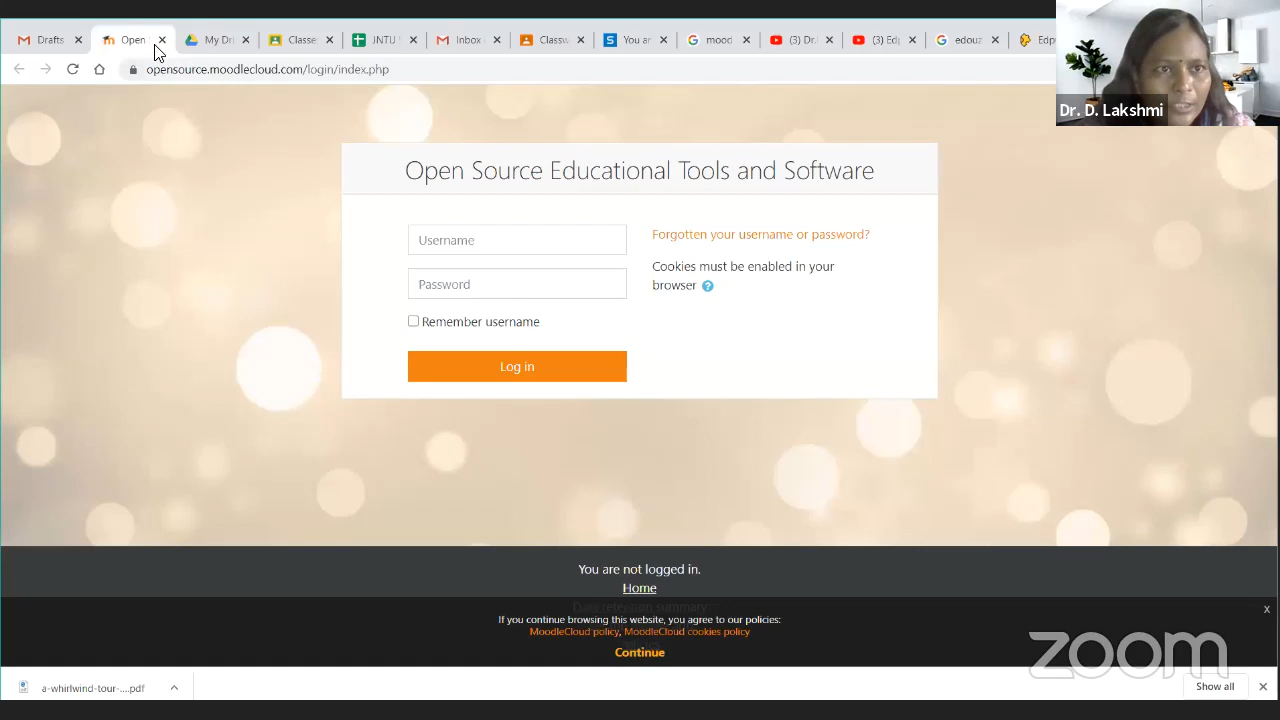 Drafts
Open
My Dri
Classe
JNTU
Inbox
Classw
You ar
mood
(3) Dr.
(3) Edp
edouz
Edp
opensource.moodlecloud.com/login/index.php
Dr. D. Lakshmi
Open Source Educational Tools and Software
Username
Forgotten your username or password?
Password
Cookies must be enabled in your
browser
Remember username
Log in
You are not logged in.
Home
Data retention summary
If you continue browsing this website, you agree to our policies:
MoodleCloud policy, MoodleCloud cookies policy
Continue
x
zoom
a-whirlwind-tour-....pdf
Show all